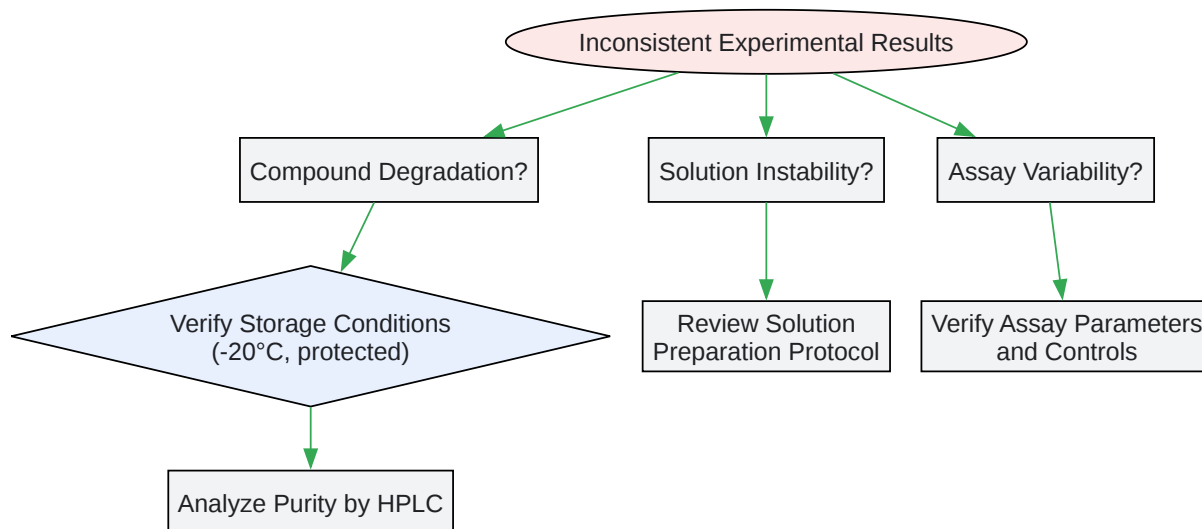 Inconsistent Experimental Results
Compound Degradation?
Solution Instability?
Assay Variability?
Verify Storage Conditions
(-20°C, protected)
Review Solution
Preparation Protocol
Verify Assay Parameters
and Controls
Analyze Purity by HPLC